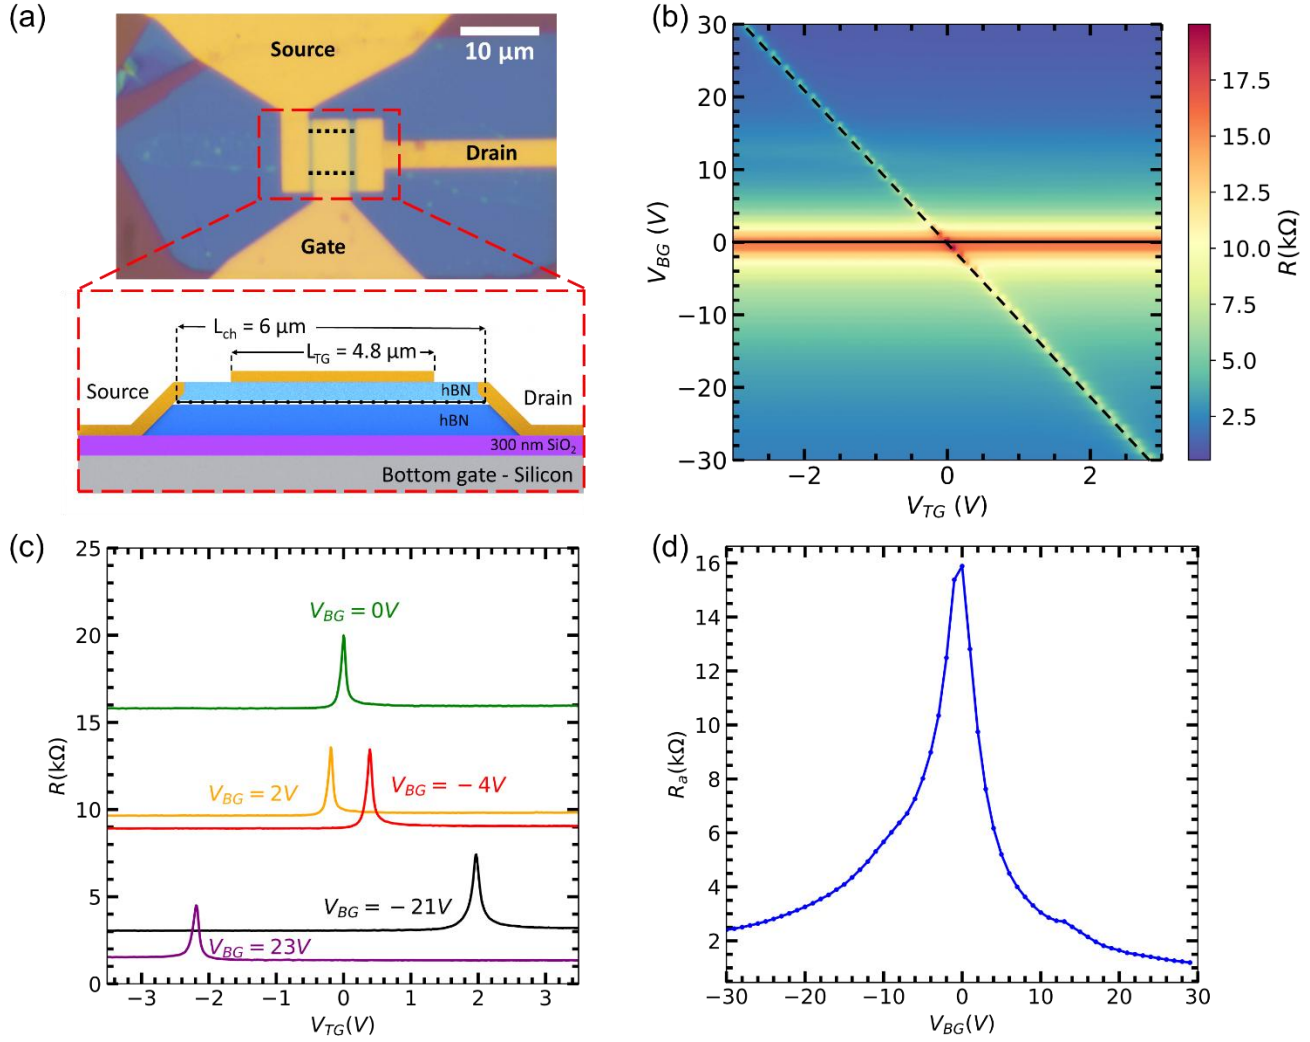 (a)
Source
10 μm
Drain
Gate
L_ch = 6 μm
L_TG = 4.8 μm
Source
hBN
Drain
hBN
300 nm SiO₂
Bottom gate - Silicon
(b)
30
20
10
0
−10
−20
−30
V_BG (V)
−2 0 2
V_TG (V)
17.5
15.0
12.5
10.0
7.5
5.0
2.5
R(kΩ)
(c)
25
20
15
10
5
0
R(kΩ)
V_BG = 0V
V_BG = 2V
V_BG = −4V
V_BG = −21V
V_BG = 23V
−3 −2 −1 0 1 2 3
V_TG(V)
(d)
16
14
12
10
8
6
4
2
R_a(kΩ)
−30 −20 −10 0 10 20 30
V_BG(V)